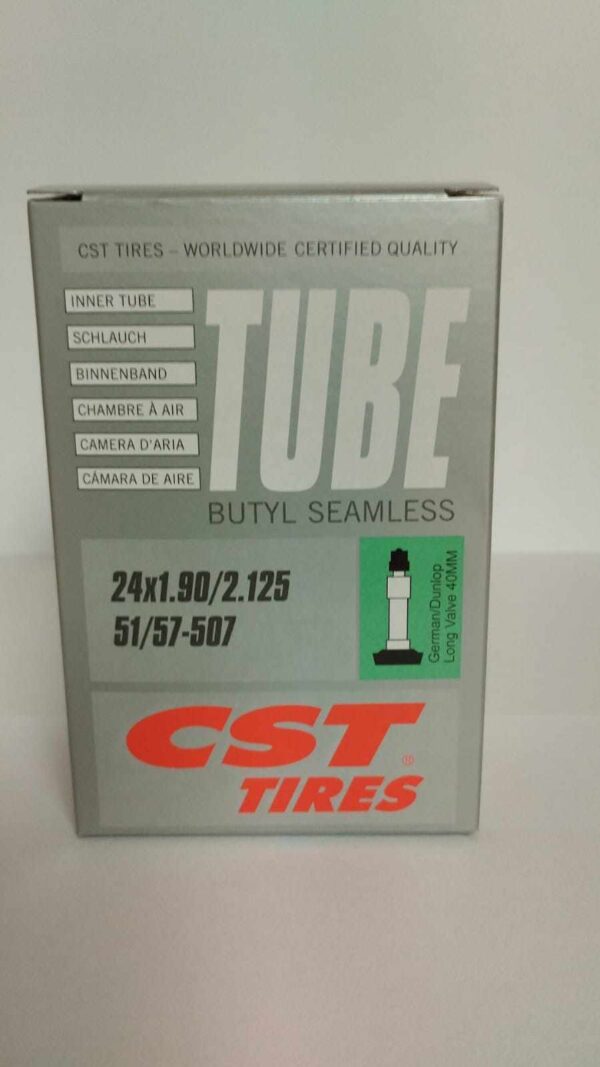 CST TIRES – WORLDWIDE CERTIFIED QUALITY
INNER TUBE
SCHLAUCH
BINNENBAND
CHAMBRE À AIR
CAMERA D'ARIA
CÁMARA DE AIRE
TUBE
BUTYL SEAMLESS
24x1.90/2.125
51/57-507
German/Dunlop
Long Valve 40MM
CST®
TIRES